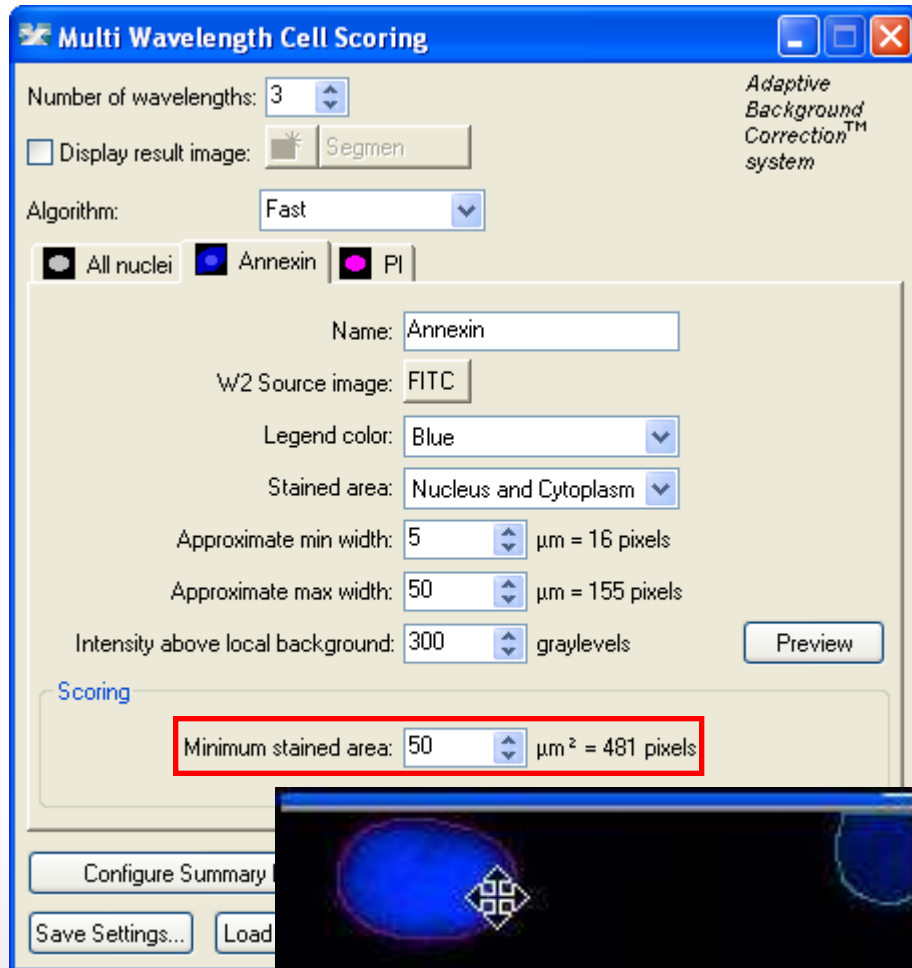 Multi Wavelength Cell Scoring
Number of wavelengths: 3
Adaptive
Background
Correction™
system
Display result image: Segmen
Algorithm: Fast
All nuclei Annexin PI
Name: Annexin
W2 Source image: FITC
Legend color: Blue
Stained area: Nucleus and Cytoplasm
Approximate min width: 5 µm = 16 pixels
Approximate max width: 50 µm = 155 pixels
Intensity above local background: 300 graylevels
Preview
Scoring
Minimum stained area: 50 µm² = 481 pixels
Configure Summary
Save Settings... Load